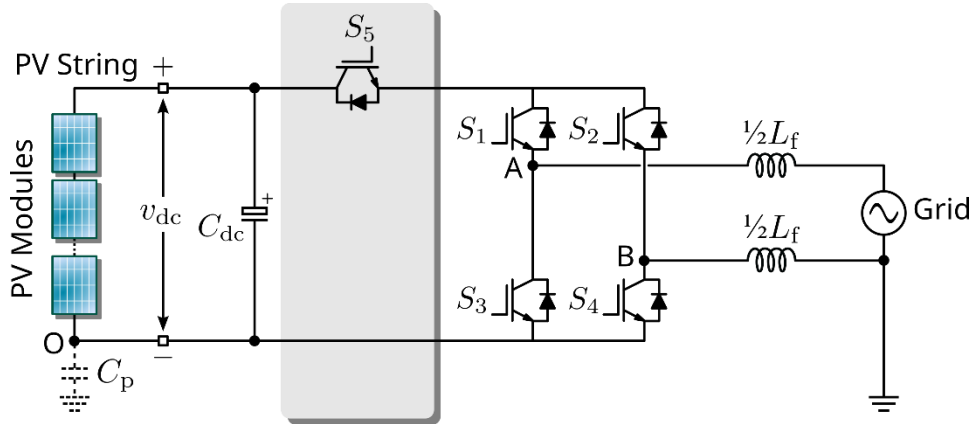 S5
PV String +
PV Modules
vdc
Cdc
+
S1
S2
A
½Lf
Grid
½Lf
B
S3
S4
O
−
Cp